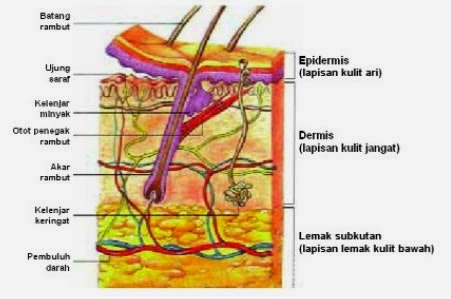 Batang
rambut
Ujung
saraf
Kelenjar
minyak
Otot penegak
rambut
Akar
rambut
Kelenjar
keringat
Pembuluh
darah
Epidermis
(lapisan kulit ari)
Dermis
(lapisan kulit jangat)
Lemak subkutan
(lapisan lemak kulit bawah)